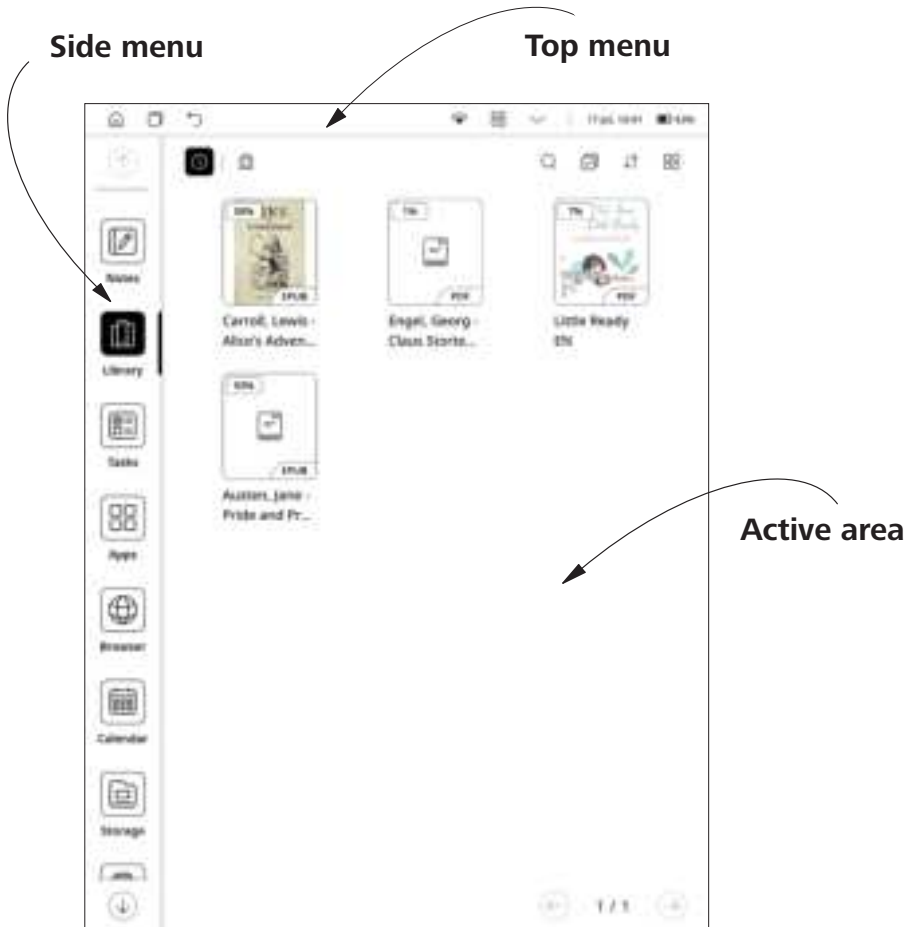 Side menu
Top menu
Notes
Carroll, Lewis -
Alice's Adven...
EPUB
Engel, Georg -
Claus Storte...
PDF
Little Ready
EN
PDF
Library
Austen, Jane -
Pride and Pr...
EPUB
Tasks
Apps
Active area
Browser
Calendar
Storage
1 / 1